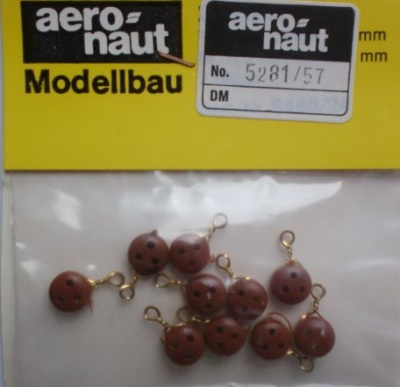 aero-
naut
Modellbau
aero-
naut
No. 5281/57
DM
mm
mm